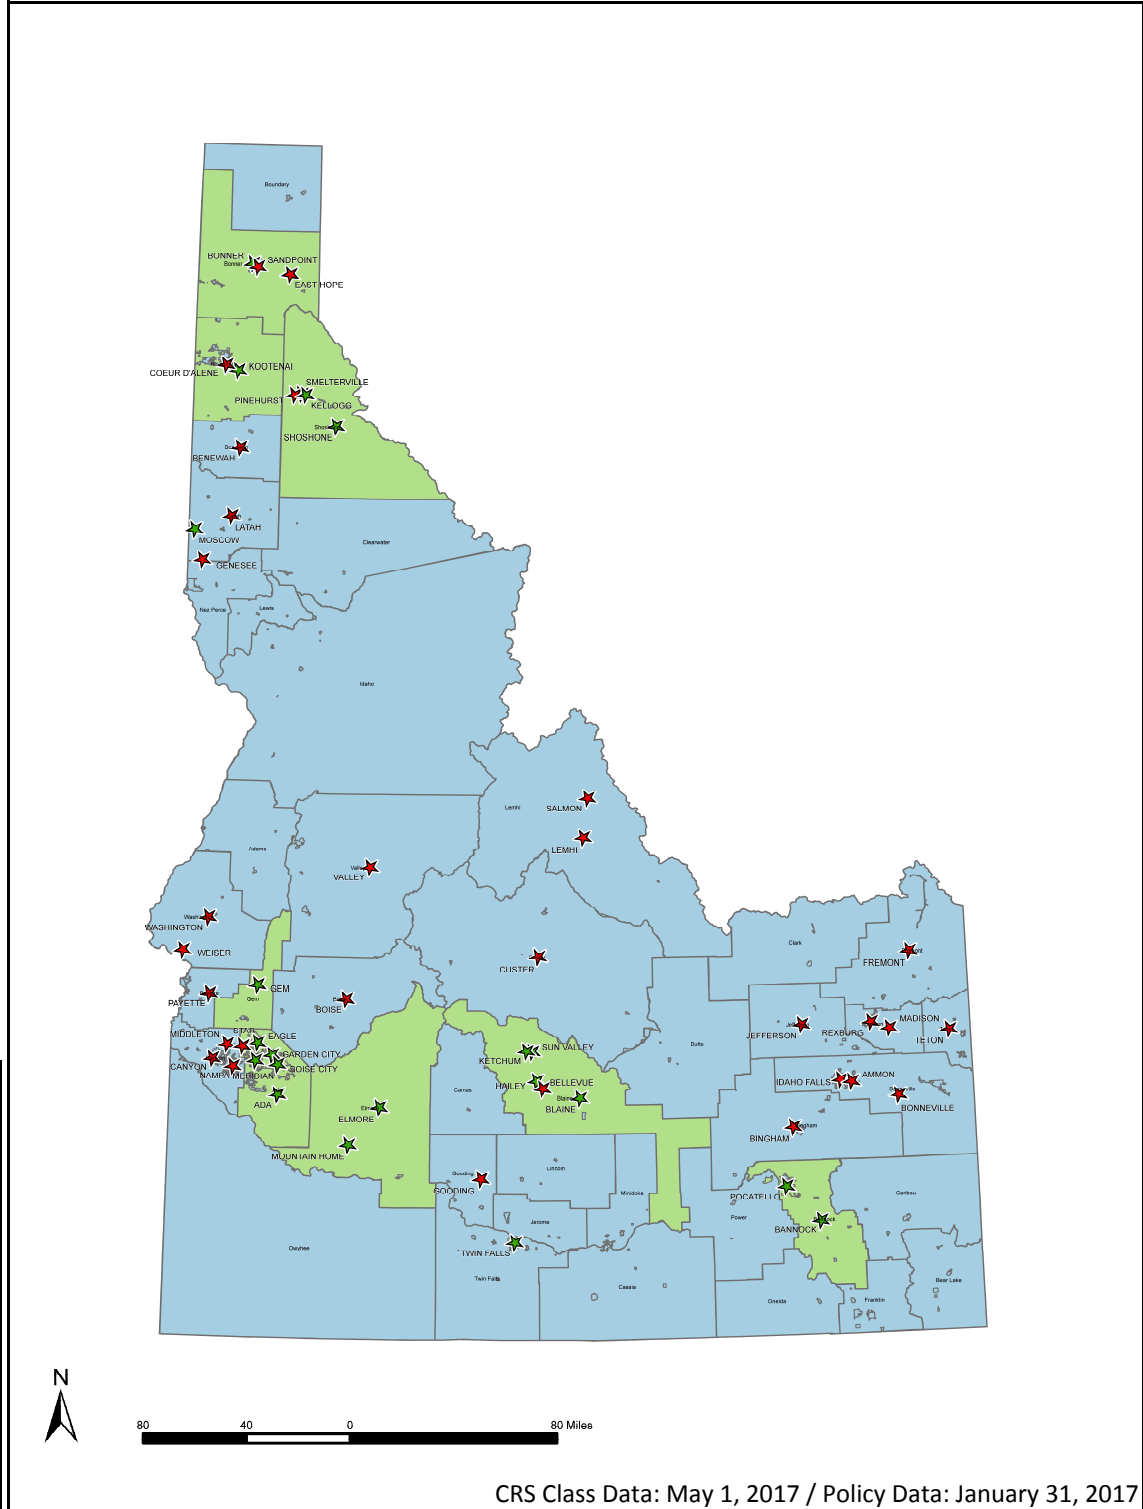 Boundary
BONNER
Bonner
SANDPOINT
EAST HOPE
COEUR D'ALENE
KOOTENAI
SMELTERVILLE
PINEHURST
KELLOGG
SHOSHONE
BENEWAH
LATAH
MOSCOW
GENESEE
Clearwater
Nez Perce
Lewis
Idaho
Lemhi
SALMON
LEMHI
Adams
VALLEY
WASHINGTON
WEISER
CUSTER
Clark
FREMONT
GEM
Gem
PAYETTE
BOISE
MIDDLETON
STAR
EAGLE
GARDEN CITY
CANYON
NAMPA
MERIDIAN
BOISE CITY
ADA
ELMORE
MOUNTAIN HOME
KETCHUM
SUN VALLEY
HAILEY
BELLEVUE
Blaine
BLAINE
Camas
Butte
JEFFERSON
REXBURG
MADISON
TETON
IDAHO FALLS
AMMON
BONNEVILLE
BINGHAM
Gooding
GOODING
Lincoln
Minidoka
Jerome
TWIN FALLS
Twin Falls
POCATELLO
BANNOCK
Power
Caribou
Owyhee
Cassia
Oneida
Franklin
Bear Lake
N
80 40 0 80 Miles
CRS Class Data: May 1, 2017 / Policy Data: January 31, 2017